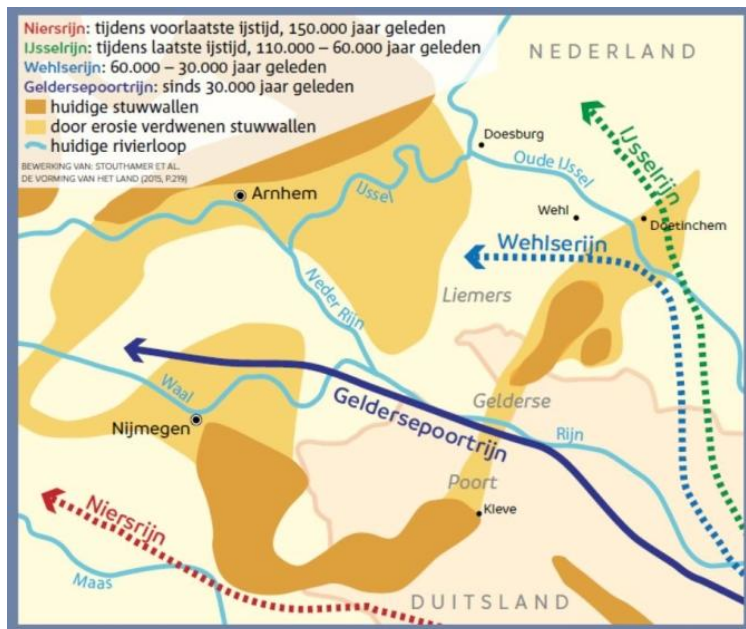 Niersrijn: tijdens voorlaatste ijstijd, 150.000 jaar geleden
IJsselrijn: tijdens laatste ijstijd, 110.000 – 60.000 jaar geleden
Wehlserijn: 60.000 – 30.000 jaar geleden
Geldersepoortrijn: sinds 30.000 jaar geleden
huidige stuwwallen
door erosie verdwenen stuwwallen
huidige rivierloop
BEWERKING VAN: STOUTHAMER ET AL.
DE VORMING VAN HET LAND (2015, P.219)
NEDERLAND
Doesburg
Oude IJssel
IJsselrijn
Arnhem
IJssel
Wehl
Doetinchem
Wehlserijn
Liemers
Neder Rijn
Waal
Gelderse
Geldersepoortrijn
Rijn
Nijmegen
Poort
Kleve
Niersrijn
Maas
DUITSLAND